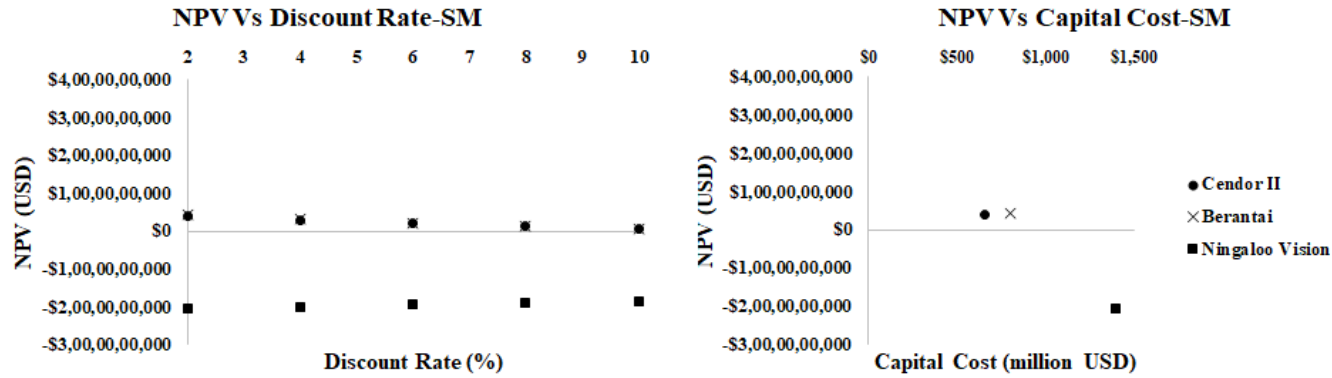 NPV Vs Discount Rate-SM
2 3 4 5 6 7 8 9 10
$4,00,00,00,000
$3,00,00,00,000
$2,00,00,00,000
$1,00,00,00,000
$0
-$1,00,00,00,000
-$2,00,00,00,000
-$3,00,00,00,000
NPV (USD)
Discount Rate (%)
NPV Vs Capital Cost-SM
$0 $500 $1,000 $1,500
$4,00,00,00,000
$3,00,00,00,000
$2,00,00,00,000
$1,00,00,00,000
$0
-$1,00,00,00,000
-$2,00,00,00,000
-$3,00,00,00,000
NPV (USD)
Capital Cost (million USD)
Cendor II
Berantai
Ningaloo Vision